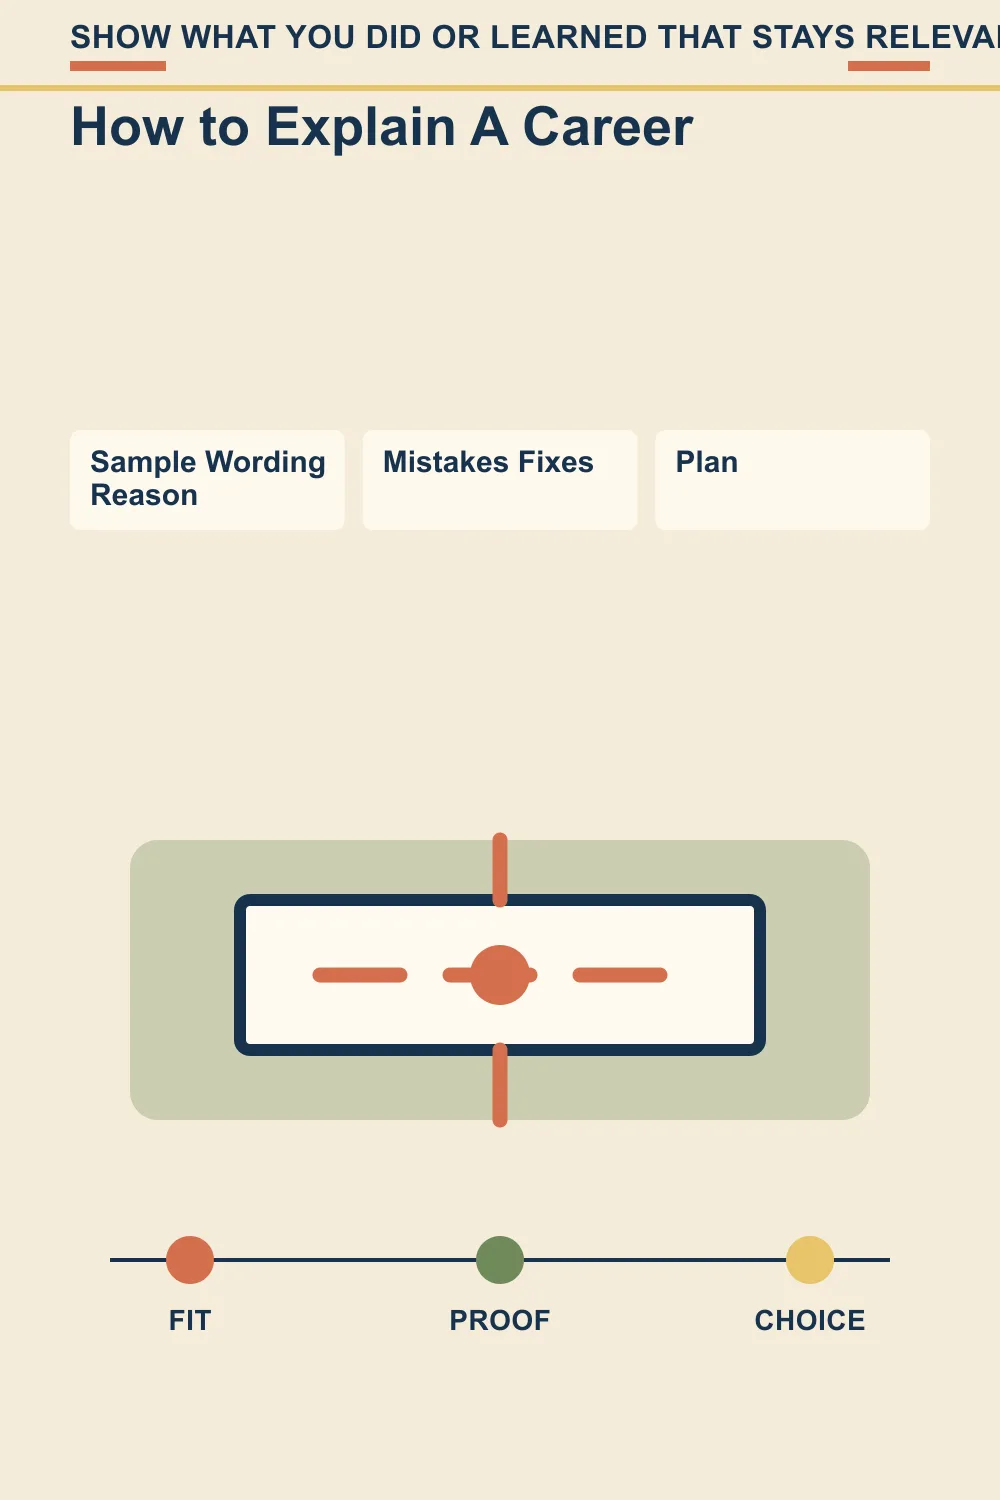 SHOW WHAT YOU DID OR LEARNED THAT STAYS
How to Explain A Career
Sample Wording
Reason
Mistakes Fixes
Plan
FIT
PROOF
CHOICE